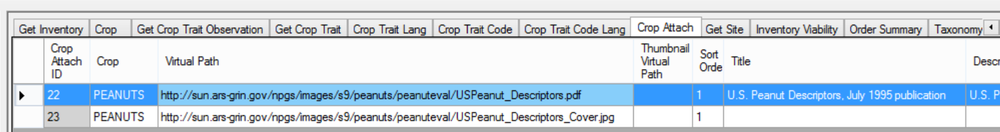 Get Inventory Crop Get Crop Trait Observation Get Crop Trait Crop Trait Lang Crop Trait Code Crop Trait Code Lang Crop Attach Get Site Inventory Viability Order Summary Taxonomy
Crop Attach ID Crop Virtual Path Thumbnail Virtual Path Sort Orde Title Descr
22 PEANUTS http://sun.ars-grin.gov/npgs/images/s9/peanuts/peanuteval/USPeanut_Descriptors.pdf 1 U.S. Peanut Descriptors, July 1995 publication U.S. P
23 PEANUTS http://sun.ars-grin.gov/npgs/images/s9/peanuts/peanuteval/USPeanut_Descriptors_Cover.jpg 1